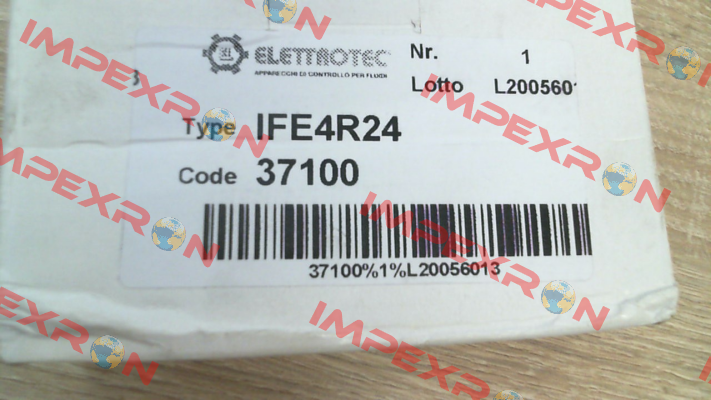 ELETTROTEC
APPARECCHI DI CONTROLLO PER FLUIDI
Nr. 1
Lotto L2005601
Type IFE4R24
Code 37100
37100%1%L20056013
IMPEXRON
IMPEXRON
IMPEXRON
IMPEXRON
IMPEXRON